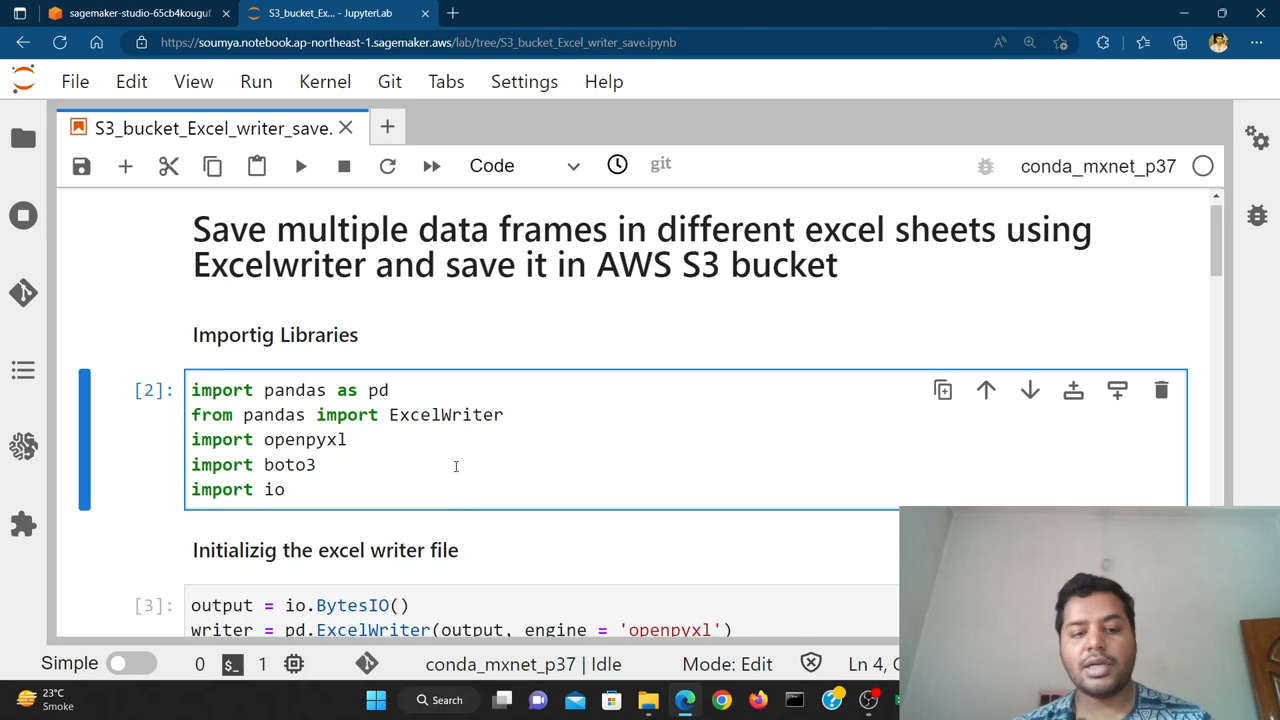 sagemaker-studio-65cb4kouguf
S3_bucket_Ex... - JupyterLab
https://soumya.notebook.ap-northeast-1.sagemaker.aws/lab/tree/S3_bucket_Excel_writer_save.ipynb
File Edit View Run Kernel Git Tabs Settings Help
S3_bucket_Excel_writer_save.
Code git conda_mxnet_p37
Save multiple data frames in different excel sheets using
Excelwriter and save it in AWS S3 bucket
Importig Libraries
[2]: import pandas as pd
from pandas import ExcelWriter
import openpyxl
import boto3
import io
Initializig the excel writer file
[3]: output = io.BytesIO()
writer = pd.ExcelWriter(output, engine = 'openpyxl')
Simple 0 $_ 1 conda_mxnet_p37 | Idle Mode: Edit Ln 4, C
23°C
Smoke
Search